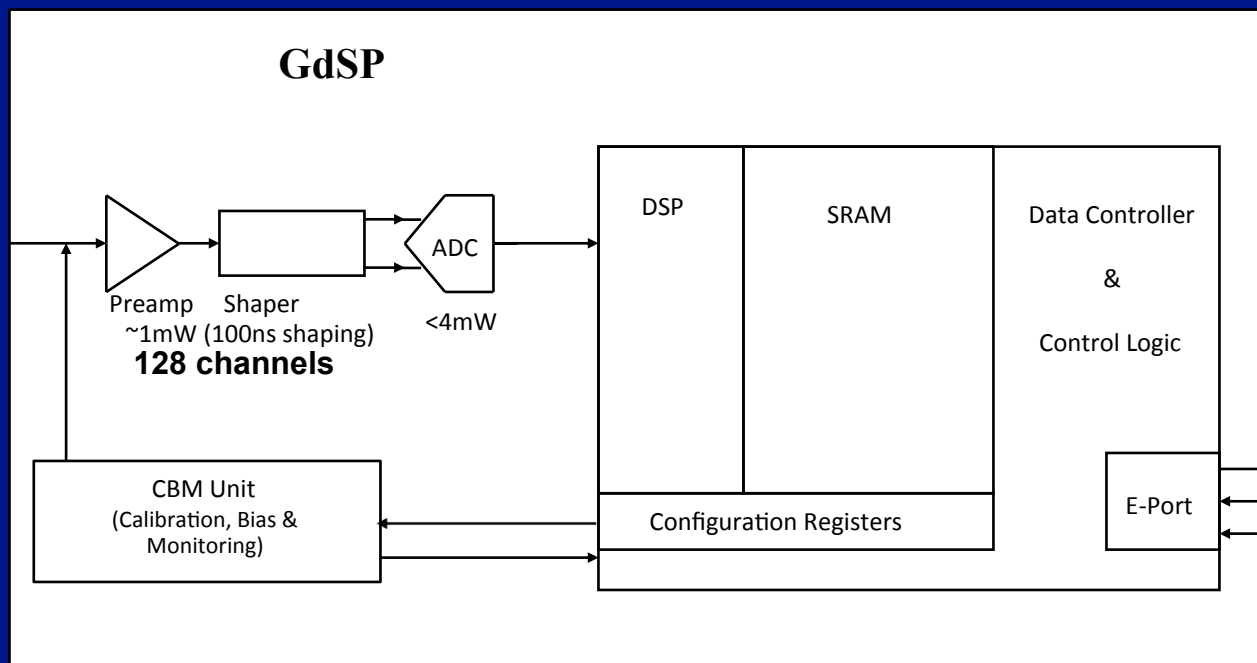 GdSP
DSP
SRAM
Data Controller
&
Control Logic
ADC
Preamp Shaper
~1mW (100ns shaping)
<4mW
128 channels
CBM Unit
(Calibration, Bias &
Monitoring)
Configuration Registers
E-Port